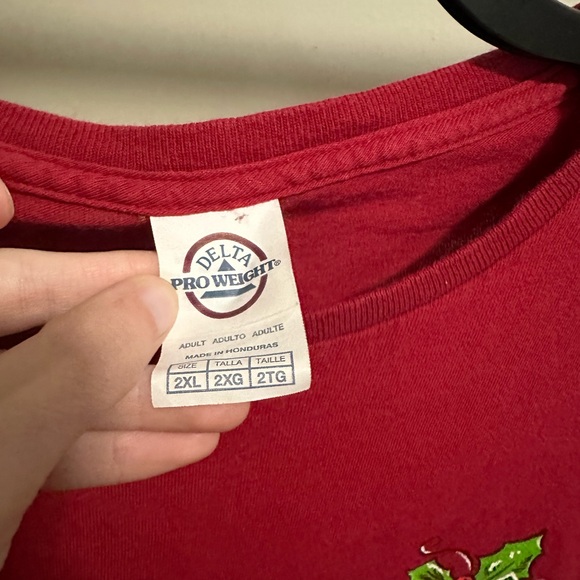 DELTA
PRO WEIGHT®
ADULT ADULTO ADULTE
MADE IN HONDURAS
SIZE TALLA TAILLE
2XL 2XG 2TG